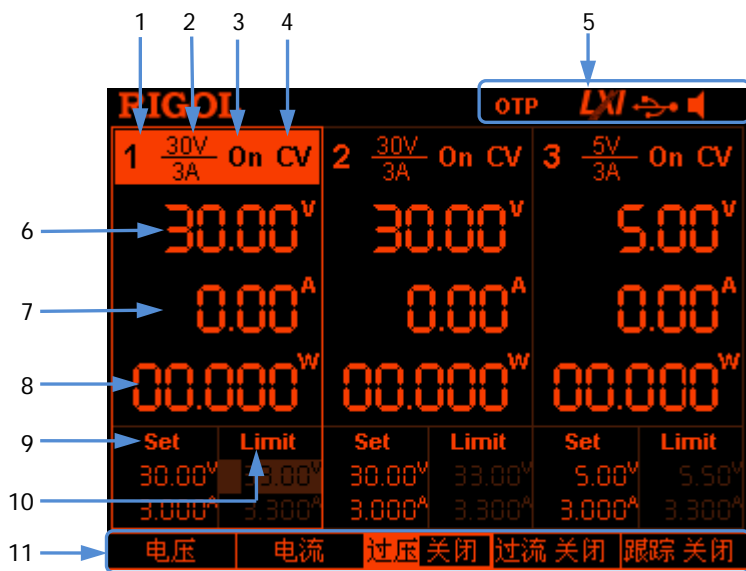 1 2 3 4 5
RIGOL OTP LXI
1 30V/3A On CV 2 30V/3A On CV 3 5V/3A On CV
6 30.00V 30.00V 5.00V
7 0.00A 0.00A 0.00A
8 00.000W 00.000W 00.000W
9 Set Limit Set Limit Set Limit
30.00V 33.00V 30.00V 33.00V 5.00V 5.50V
10
3.000A 3.300A 3.000A 3.300A 3.000A 3.300A
11 电压 电流 过压 关闭 过流 关闭 跟踪 关闭